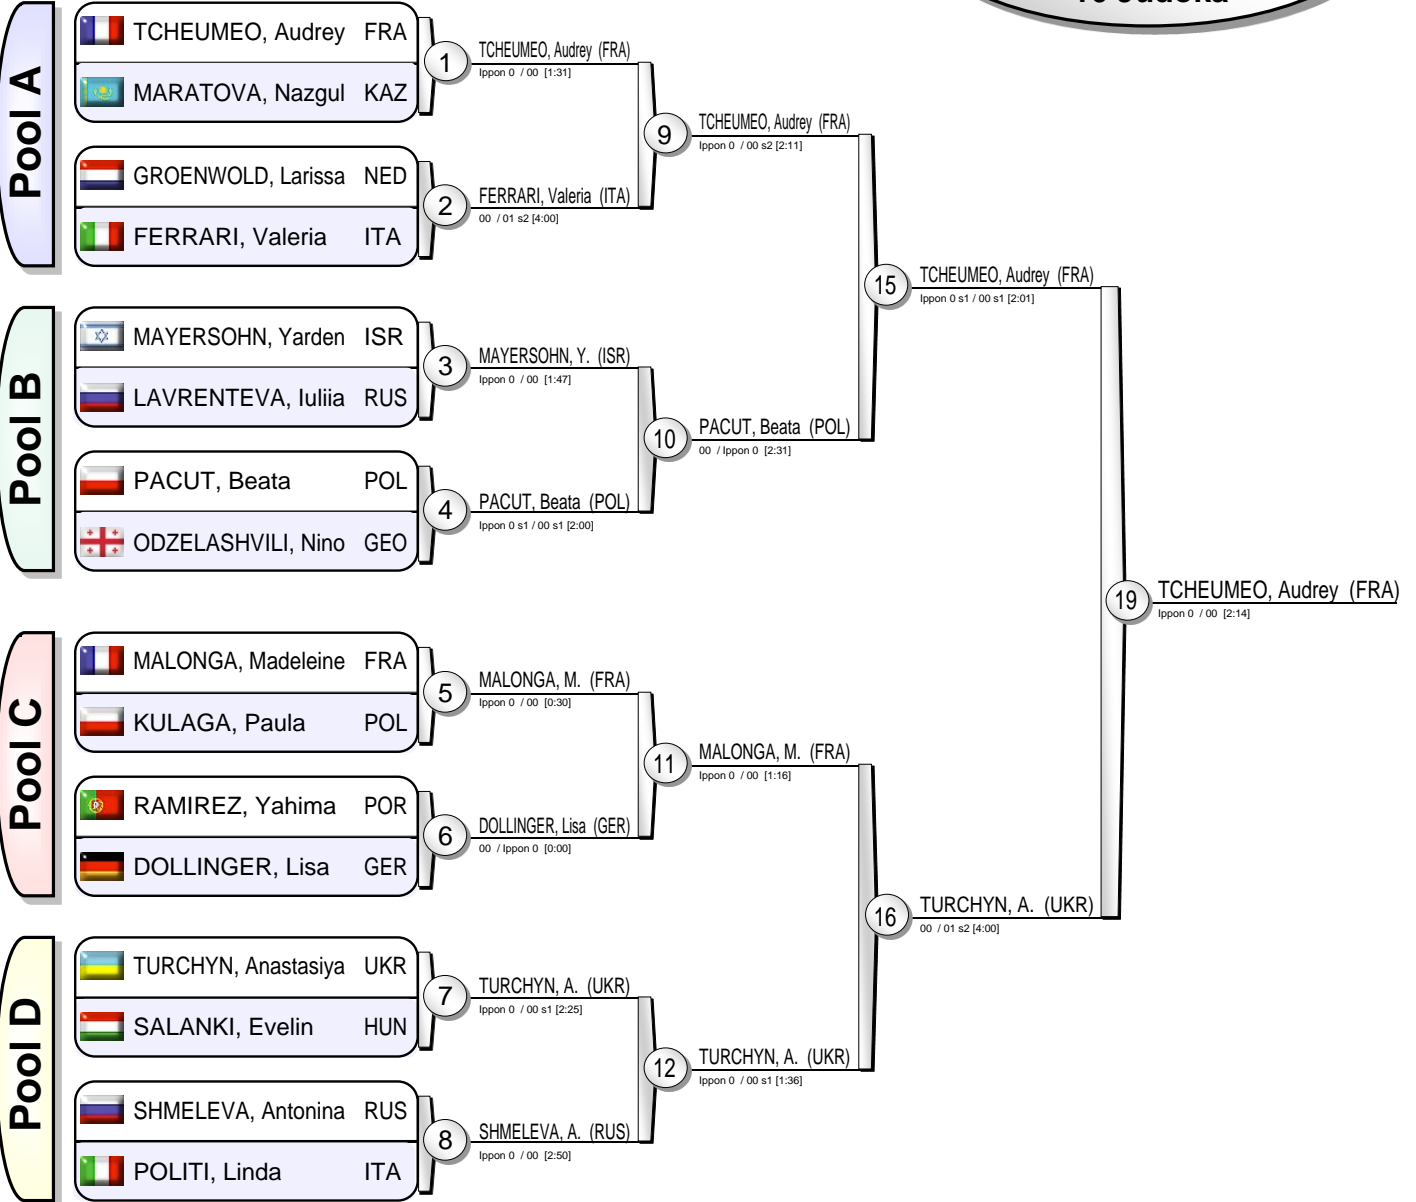 16 Judoka
Pool A
TCHEUMEO, Audrey FRA
MARATOVA, Nazgul KAZ
GROENWOLD, Larissa NED
FERRARI, Valeria ITA
1
TCHEUMEO, Audrey (FRA)
Ippon 0 / 00 [1:31]
2
FERRARI, Valeria (ITA)
00 / 01 s2 [4:00]
9
TCHEUMEO, Audrey (FRA)
Ippon 0 / 00 s2 [2:11]
Pool B
MAYERSOHN, Yarden ISR
LAVRENTEVA, Iuliia RUS
PACUT, Beata POL
ODZELASHVILI, Nino GEO
3
MAYERSOHN, Y. (ISR)
Ippon 0 / 00 [1:47]
4
PACUT, Beata (POL)
Ippon 0 s1 / 00 s1 [2:00]
10
PACUT, Beata (POL)
00 / Ippon 0 [2:31]
15
TCHEUMEO, Audrey (FRA)
Ippon 0 s1 / 00 s1 [2:01]
Pool C
MALONGA, Madeleine FRA
KULAGA, Paula POL
RAMIREZ, Yahima POR
DOLLINGER, Lisa GER
5
MALONGA, M. (FRA)
Ippon 0 / 00 [0:30]
6
DOLLINGER, Lisa (GER)
00 / Ippon 0 [0:00]
11
MALONGA, M. (FRA)
Ippon 0 / 00 [1:16]
Pool D
TURCHYN, Anastasiya UKR
SALANKI, Evelin HUN
SHMELEVA, Antonina RUS
POLITI, Linda ITA
7
TURCHYN, A. (UKR)
Ippon 0 / 00 s1 [2:25]
8
SHMELEVA, A. (RUS)
Ippon 0 / 00 [2:50]
12
TURCHYN, A. (UKR)
Ippon 0 / 00 s1 [1:36]
16
TURCHYN, A. (UKR)
00 / 01 s2 [4:00]
19
TCHEUMEO, Audrey (FRA)
Ippon 0 / 00 [2:14]